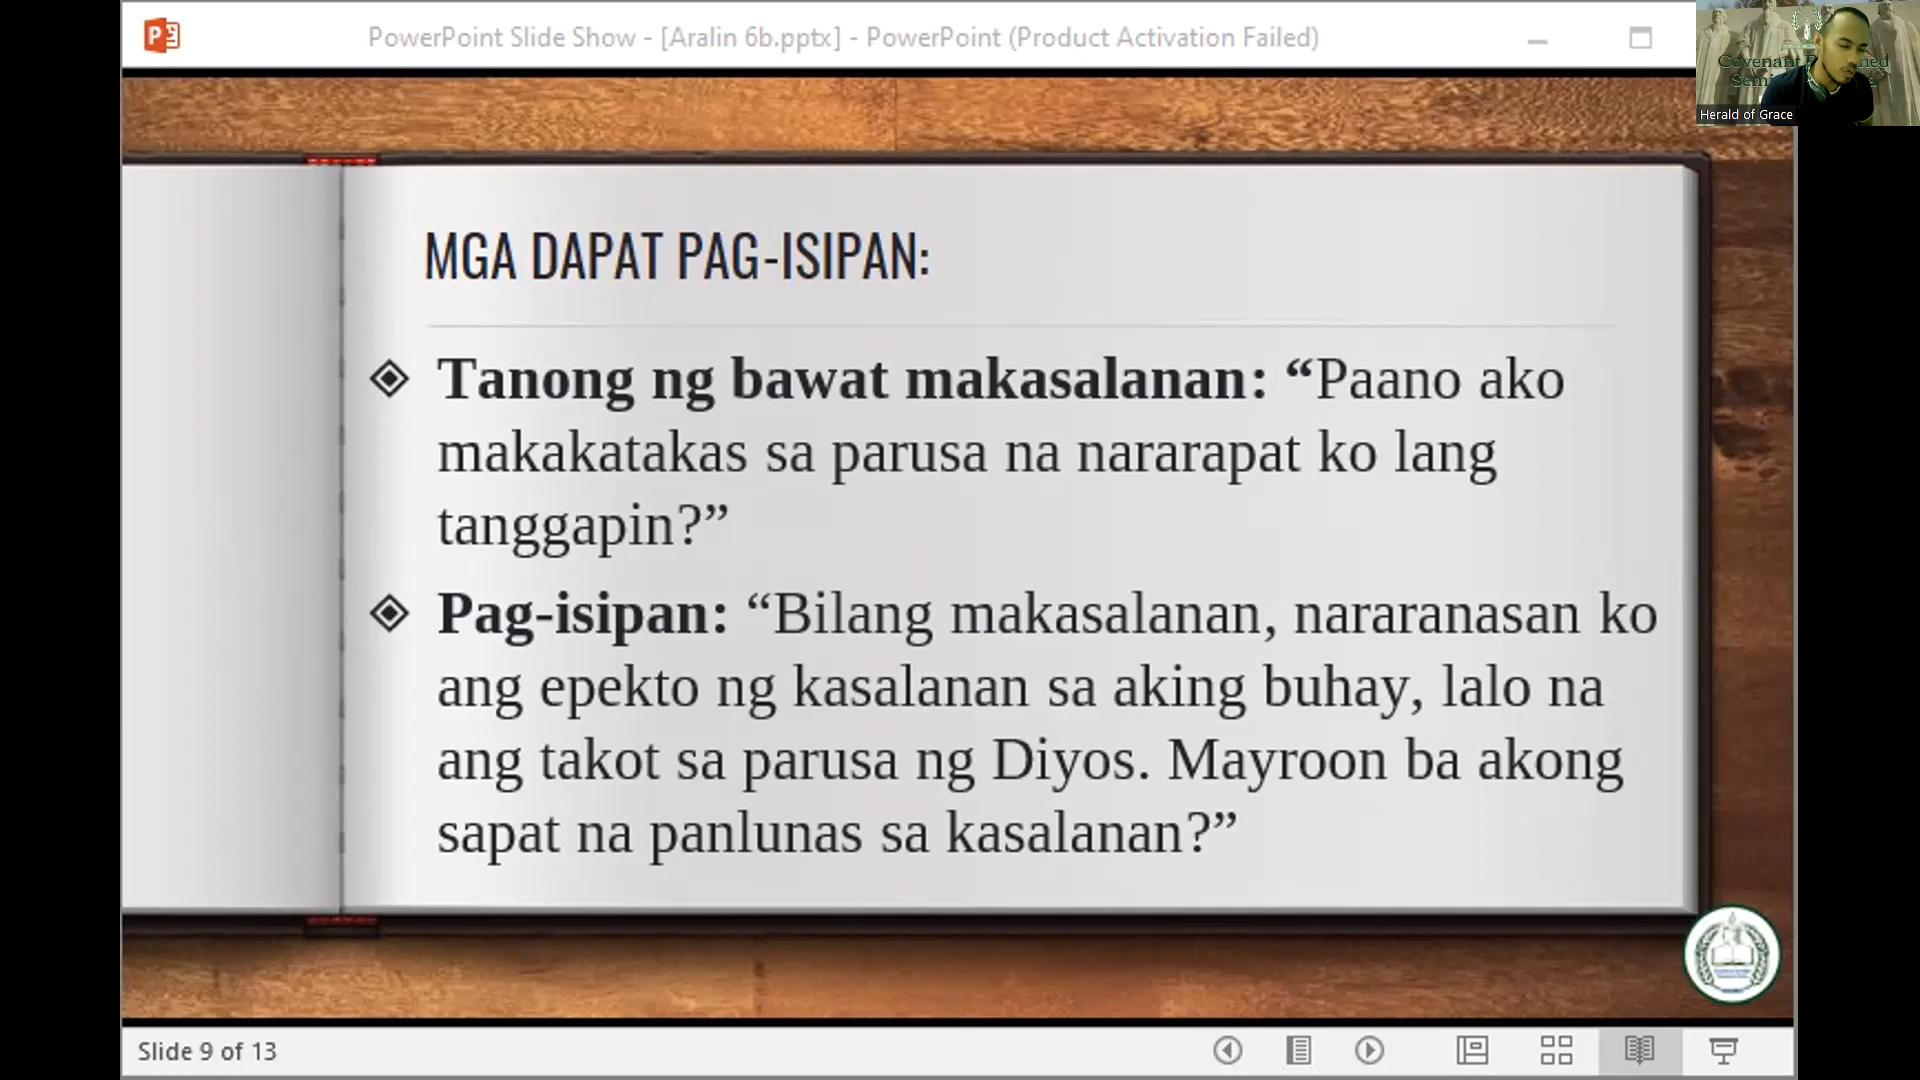 PowerPoint Slide Show - [Aralin 6b.pptx] - PowerPoint (Product Activation Failed)
Herald of Grace
MGA DAPAT PAG-ISIPAN:
Tanong ng bawat makasalanan: “Paano ako
makakatakas sa parusa na nararapat ko lang
tanggapin?”
Pag-isipan: “Bilang makasalanan, nararanasan ko
ang epekto ng kasalanan sa aking buhay, lalo na
ang takot sa parusa ng Diyos. Mayroon ba akong
sapat na panlunas sa kasalanan?”
Slide 9 of 13